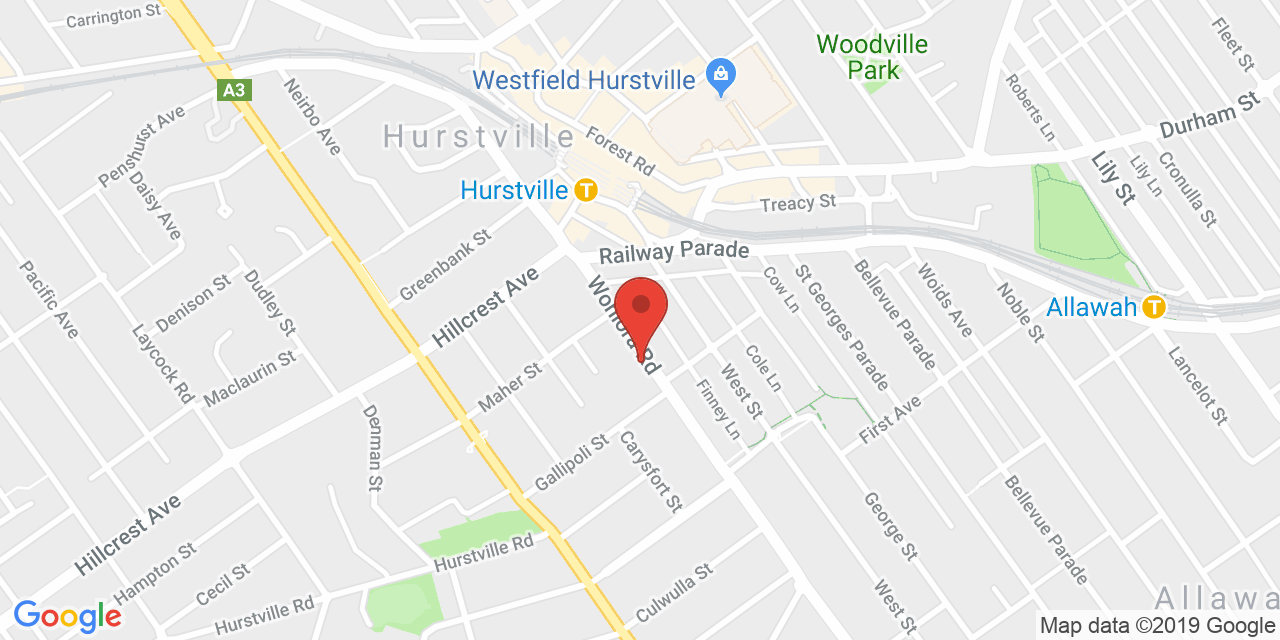 Carrington St
A3
Neirbo Ave
Penshurst Ave
Daisy Ave
Hurstville
Westfield Hurstville
Woodville
Park
Fleet St
Roberts Ln
Durham St
Forest Rd
Lily St
Lily Ln
Cronulla St
Hurstville
T
Treacy St
Railway Parade
Greenbank St
Hillcrest Ave
Pacific Ave
Denison St
Dudley St
Laycock Rd
Maclaurin St
Cow Ln
St Georges Parade
Bellevue Parade
Woids Ave
Noble St
Allawah
T
Lancelot St
Maher St
Cole Ln
West St
Finney Ln
First Ave
Denman St
Gallipoli St
Carysfort St
George St
Bellevue Parade
Hillcrest Ave
Hampton St
Cecil St
Hurstville Rd
Hurstville Rd
Culwulla St
West St
Allawa
Google
Map data ©2019 Google